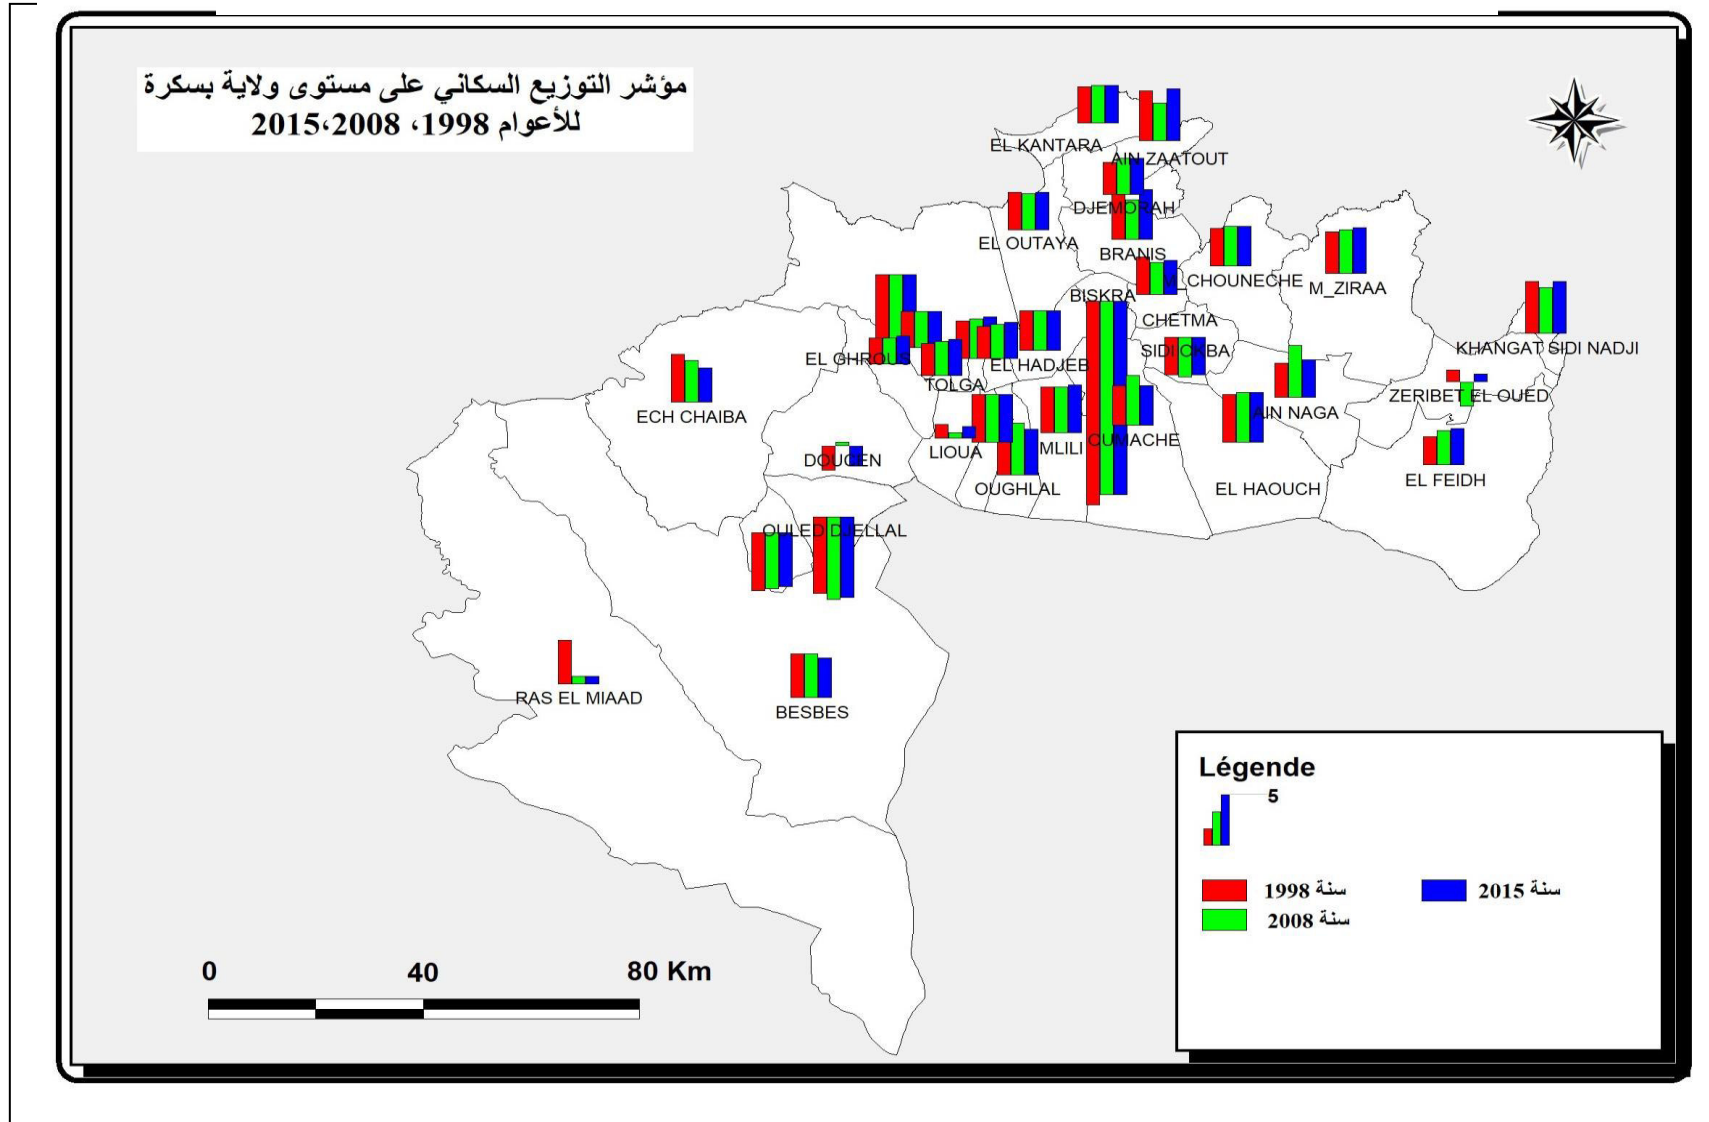 مؤشر التوزيع السكاني على مستوى ولاية بسكرة
للأعوام 1998، 2008،2015
EL KANTARA
AIN ZAATOUT
DJEMORAH
EL OUTAYA
BRANIS
M_CHOUNECHE
M_ZIRAA
BISKRA
CHETMA
KHANGAT SIDI NADJI
SIDI OKBA
EL GHROUS
EL HADJEB
TOLGA
ZERIBET EL OUED
ECH CHAIBA
AIN NAGA
OUMACHE
MLILI
LIOUA
DOUCEN
EL FEIDH
OUGHLAL
EL HAOUCH
OULED DJELLAL
RAS EL MIAAD
BESBES
Légende
5
سنة 1998
سنة 2015
سنة 2008
0 40 80 Km